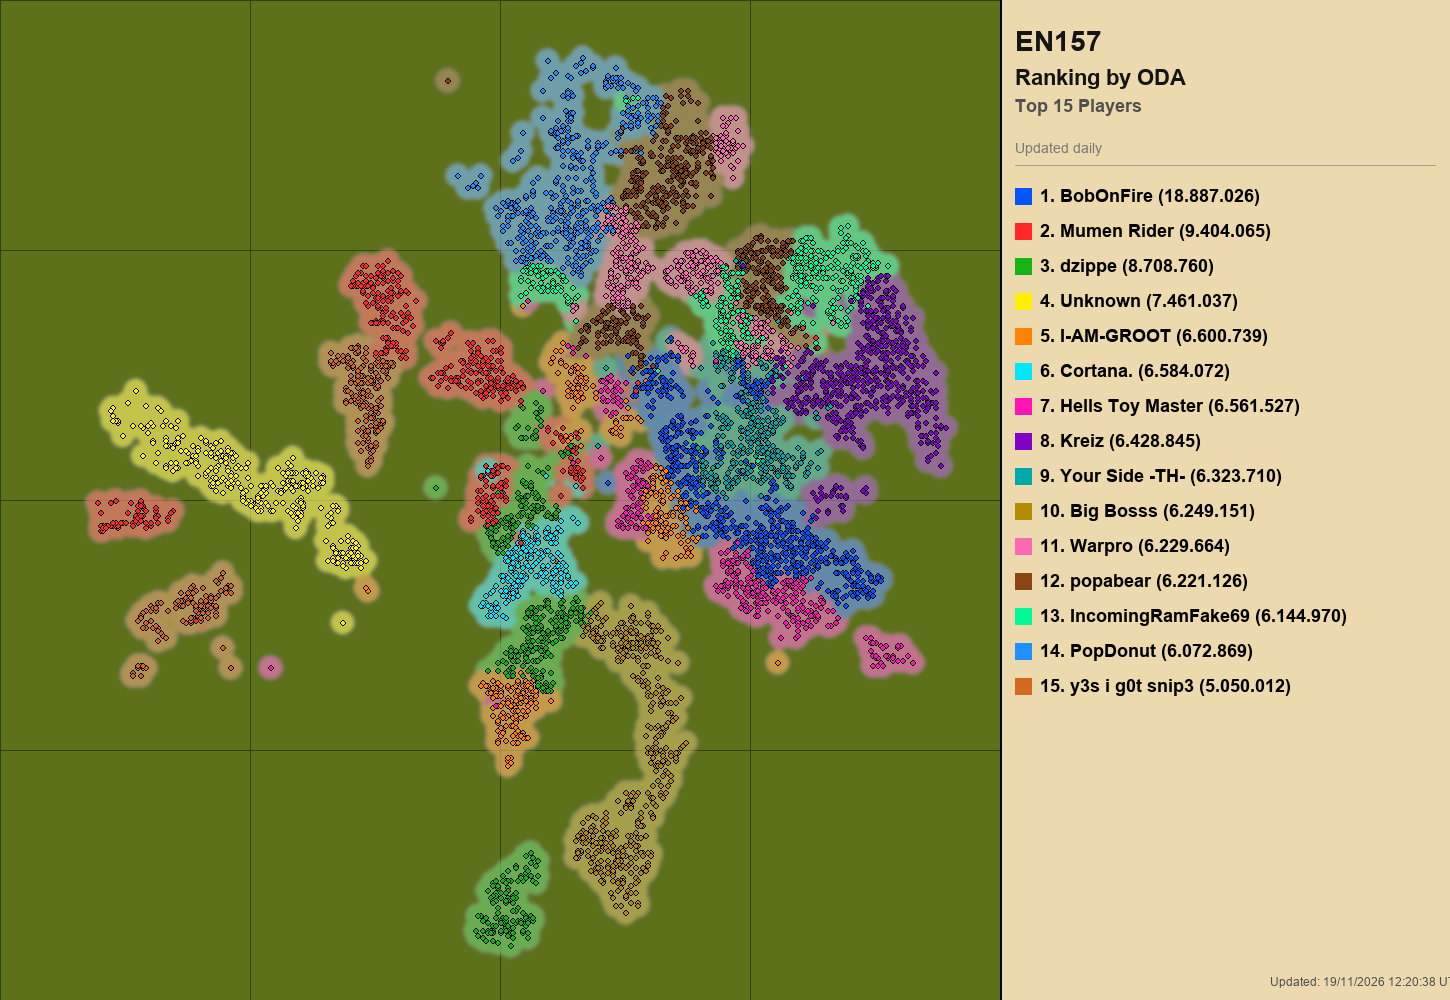 EN157
Ranking by ODA
Top 15 Players
Updated daily
1. BobOnFire (18.887.026)
2. Mumen Rider (9.404.065)
3. dzippe (8.708.760)
4. Unknown (7.461.037)
5. I-AM-GROOT (6.600.739)
6. Cortana. (6.584.072)
7. Hells Toy Master (6.561.527)
8. Kreiz (6.428.845)
9. Your Side -TH- (6.323.710)
10. Big Bosss (6.249.151)
11. Warpro (6.229.664)
12. popabear (6.221.126)
13. IncomingRamFake69 (6.144.970)
14. PopDonut (6.072.869)
15. y3s i g0t snip3 (5.050.012)
Updated: 19/11/2026 12:20:38 U